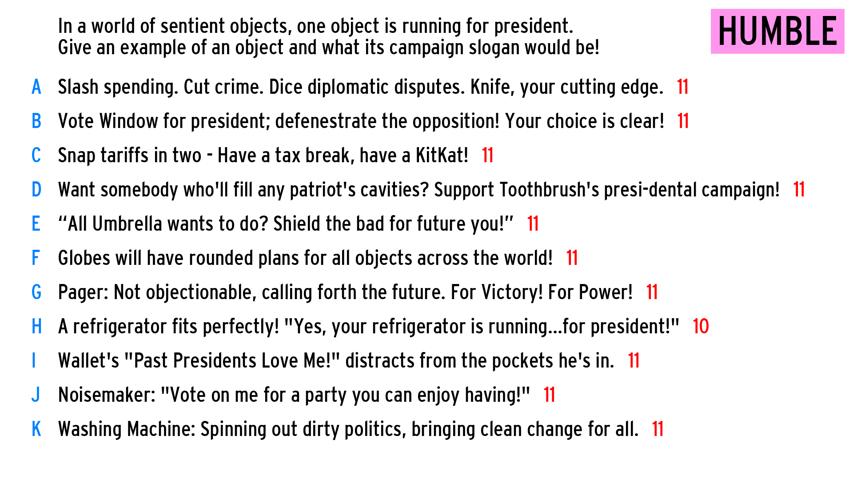 In a world of sentient objects, one object is running for president.
Give an example of an object and what its campaign slogan would be!
HUMBLE
A Slash spending. Cut crime. Dice diplomatic disputes. Knife, your cutting edge. 11
B Vote Window for president; defenestrate the opposition! Your choice is clear! 11
C Snap tariffs in two - Have a tax break, have a KitKat! 11
D Want somebody who'll fill any patriot's cavities? Support Toothbrush's presi-dental campaign! 11
E “All Umbrella wants to do? Shield the bad for future you!” 11
F Globes will have rounded plans for all objects across the world! 11
G Pager: Not objectionable, calling forth the future. For Victory! For Power! 11
H A refrigerator fits perfectly! "Yes, your refrigerator is running...for president!" 10
I Wallet's "Past Presidents Love Me!" distracts from the pockets he's in. 11
J Noisemaker: "Vote on me for a party you can enjoy having!" 11
K Washing Machine: Spinning out dirty politics, bringing clean change for all. 11